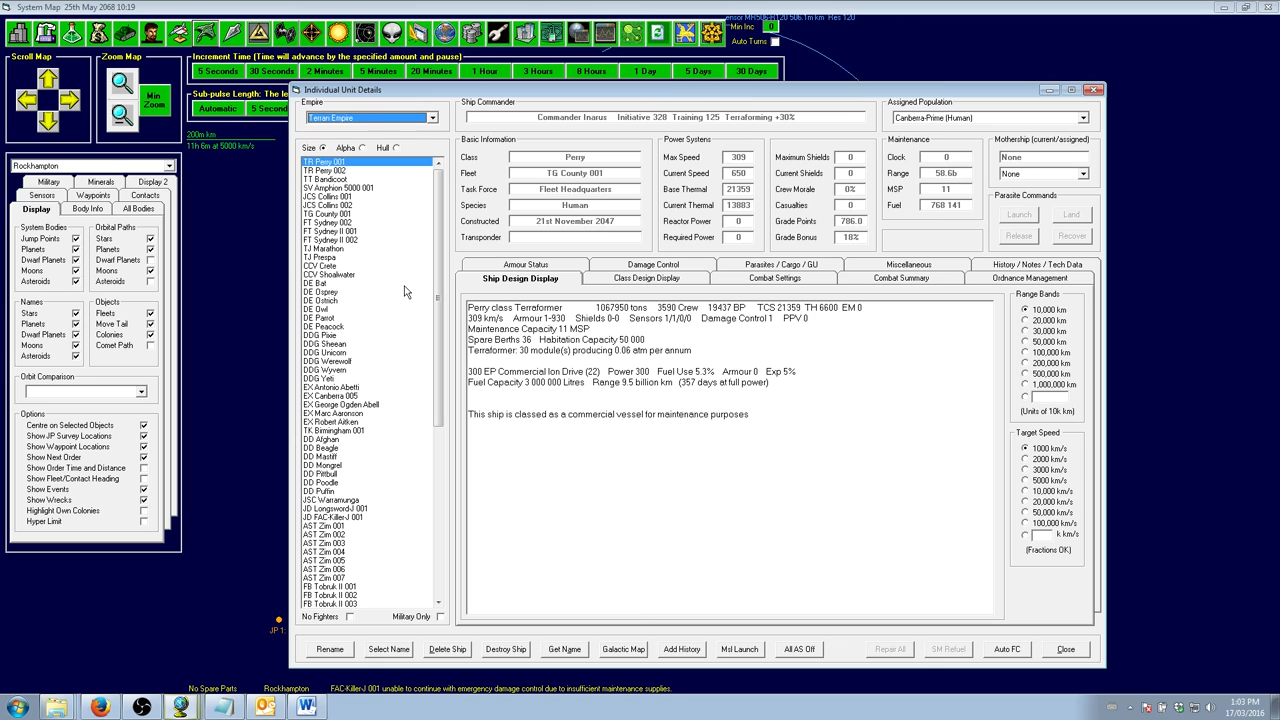 System Map 25th May 2068 10:19
Sensor MR506-R120 506.1m km Res 120
Min Inc
0
Auto Turns
Scroll Map
Zoom Map
Min Zoom
Increment Time (Time will advance by the specified amount and pause)
5 Seconds 30 Seconds 2 Minutes 5 Minutes 20 Minutes 1 Hour 3 Hours 8 Hours 1 Day 5 Days 30 Days
Sub-pulse Length: The le
Automatic 5 Second
200m km
11h 6m at 5000 km/s
Rockhampton
Military Minerals Display 2
Sensors Waypoints Contacts
Display Body Info All Bodies
System Bodies
Jump Points
Planets
Dwarf Planets
Moons
Asteroids
Orbital Paths
Stars
Planets
Dwarf Planets
Moons
Asteroids
Names
Stars
Planets
Dwarf Planets
Moons
Asteroids
Objects
Fleets
Move Tail
Colonies
Comet Path
Orbit Comparison
Options
Centre on Selected Objects
Show JP Survey Locations
Show Waypoint Locations
Show Next Order
Show Order Time and Distance
Show Fleet/Contact Heading
Show Events
Show Wrecks
Highlight Own Colonies
Hyper Limit
JP 1:
Individual Unit Details
Empire
Terran Empire
Size Alpha Hull
TR Perry 001
TR Perry 002
TT Bandicoot
SV Amphion 5000 001
JCS Collins 001
JCS Collins 002
TG County 001
FT Sydney 002
FT Sydney II 001
FT Sydney II 002
TJ Marathon
TJ Prespa
CCV Crete
CCV Shoalwater
DE Bat
DE Osprey
DE Ostrich
DE Owl
DE Parrot
DE Peacock
DDG Pixie
DDG Sheean
DDG Unicorn
DDG Werewolf
DDG Wyvern
DDG Yeti
EX Antonio Abetti
EX Canberra 005
EX George Ogden Abell
EX Marc Aaronson
EX Robert Aitken
TK Birmingham 001
DD Afghan
DD Beagle
DD Mastiff
DD Mongrel
DD Pittbull
DD Poodle
DD Puffin
JSC Warramunga
JD Longsword-J 001
JD FAC-Killer-J 001
AST Zim 001
AST Zim 002
AST Zim 003
AST Zim 004
AST Zim 005
AST Zim 006
AST Zim 007
FB Tobruk II 001
FB Tobruk II 002
FB Tobruk II 003
No Fighters Military Only
Ship Commander
Commander Inarus Initiative 328 Training 125 Terraforming +30%
Assigned Population
Canberra-Prime (Human)
Basic Information
Class Perry
Fleet TG County 001
Task Force Fleet Headquarters
Species Human
Constructed 21st November 2047
Transponder
Power Systems
Max Speed 309
Current Speed 650
Base Thermal 21359
Current Thermal 13883
Reactor Power 0
Required Power 0
Maximum Shields 0
Current Shields 0
Crew Morale 0%
Casualties 0
Grade Points 786.0
Grade Bonus 18%
Maintenance
Clock 0
Range 58.6b
MSP 11
Fuel 768 141
Mothership (current/assigned)
None
None
Parasite Commands
Launch Land
Release Recover
Armour Status Damage Control Parasites / Cargo / GU Miscellaneous History / Notes / Tech Data
Ship Design Display Class Design Display Combat Settings Combat Summary Ordnance Management
Perry class Terraformer 1067950 tons 3590 Crew 19437 BP TCS 21359 TH 6600 EM 0
309 km/s Armour 1-930 Shields 0-0 Sensors 1/1/0/0 Damage Control 1 PPV 0
Maintenance Capacity 11 MSP
Spare Berths 36 Habitation Capacity 50 000
Terraformer: 30 module(s) producing 0.06 atm per annum
300 EP Commercial Ion Drive (22) Power 300 Fuel Use 5.3% Armour 0 Exp 5%
Fuel Capacity 3 000 000 Litres Range 9.5 billion km (357 days at full power)
This ship is classed as a commercial vessel for maintenance purposes
Range Bands
10,000 km
20,000 km
30,000 km
50,000 km
100,000 km
200,000 km
500,000 km
1,000,000 km
(Units of 10k km)
Target Speed
1000 km/s
2000 km/s
3000 km/s
5000 km/s
10,000 km/s
20,000 km/s
50,000 km/s
100,000 km/s
k km/s
(Fractions OK)
Rename Select Name Delete Ship Destroy Ship Get Name Galactic Map Add History Msl Launch All AS Off Repair All SM Refuel Auto FC Close
No Spare Parts Rockhampton FAC-Killer-J 001 unable to continue with emergency damage control due to insufficient maintenance supplies.
1:03 PM
17/03/2016